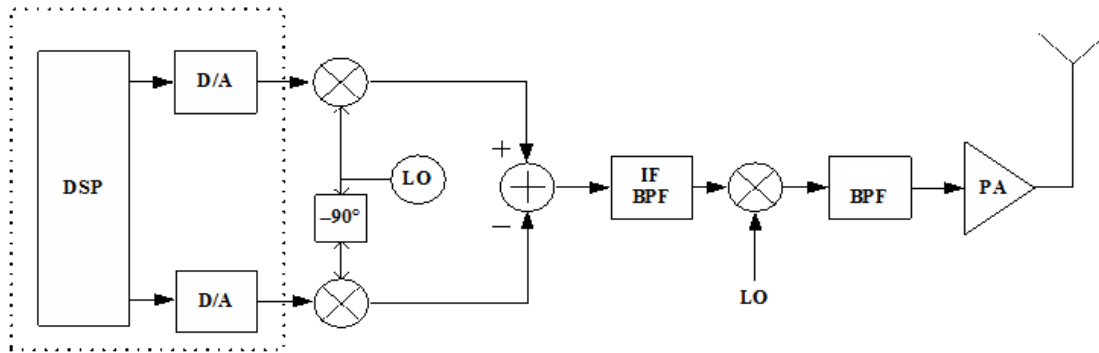 D/A
DSP
LO
–90°
D/A
+
–
IF
BPF
LO
BPF
PA